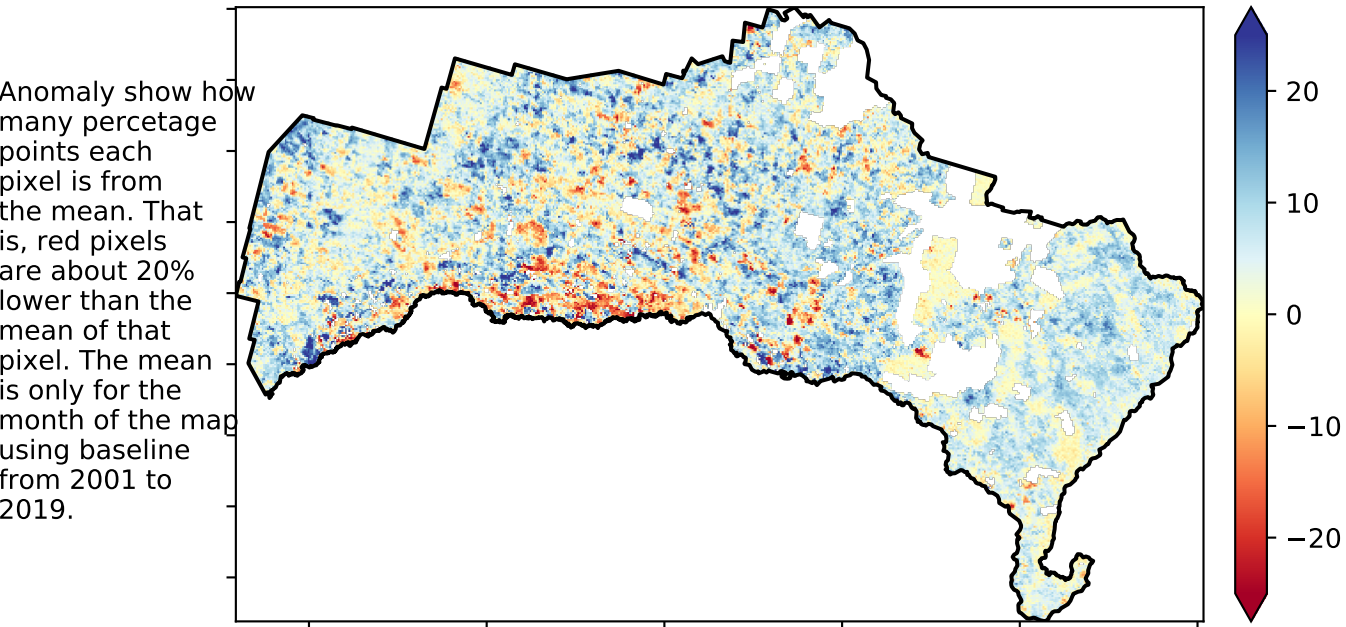 Anomaly show how
many percetage
points each
pixel is from
the mean. That
is, red pixels
are about 20%
lower than the
mean of that
pixel. The mean
is only for the
month of the map
using baseline
from 2001 to
2019.
20
10
0
−10
−20